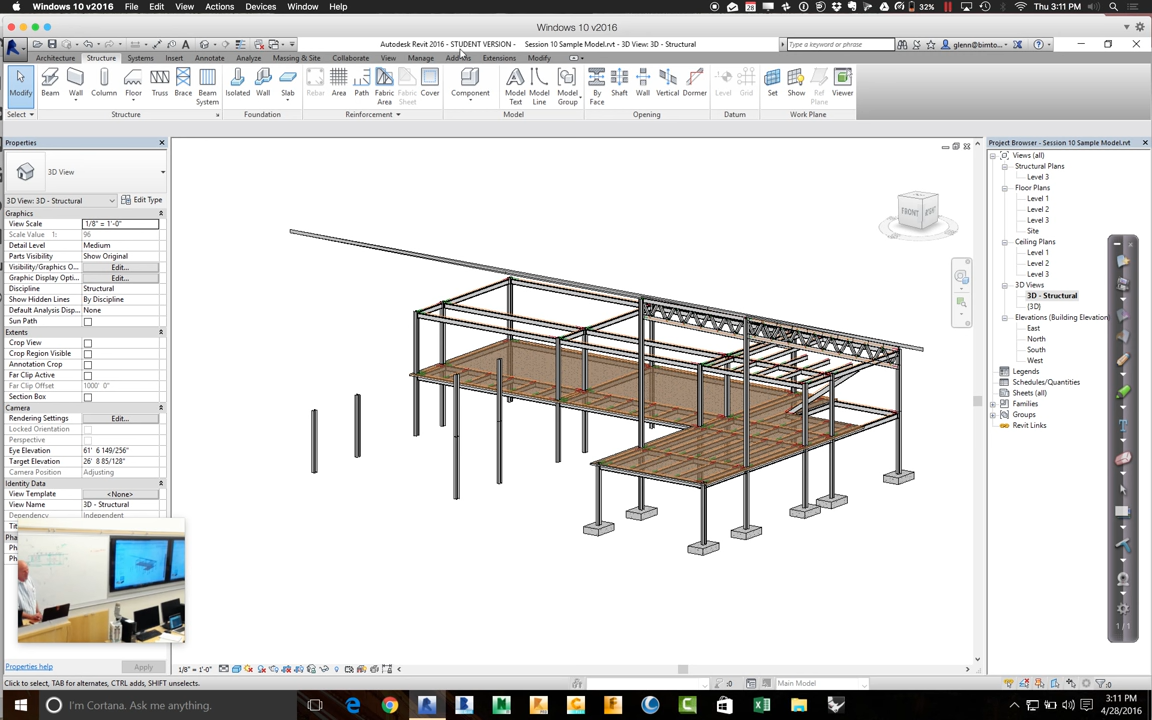 Windows 10 v2016 File Edit View Actions Devices Window Help
32% Thu 3:11 PM
Windows 10 v2016
Autodesk Revit 2016 - STUDENT VERSION - Session 10 Sample Model.rvt - 3D View: 3D - Structural
Type a keyword or phrase
glenn@bimto...
Architecture Structure Systems Insert Annotate Analyze Massing & Site Collaborate View Manage Add-Ins Extensions Modify
Modify Beam Wall Column Floor Truss Brace Beam System Isolated Wall Slab Rebar Area Path Fabric Area Fabric Sheet Cover Component Model Text Model Line Model Group By Face Shaft Wall Vertical Dormer Level Grid Set Show Ref Plane Viewer
Select Structure Foundation Reinforcement Model Opening Datum Work Plane
Properties
3D View
3D View: 3D - Structural Edit Type
Graphics
View Scale 1/8" = 1'-0"
Scale Value 1: 96
Detail Level Medium
Parts Visibility Show Original
Visibility/Graphics O... Edit...
Graphic Display Opti... Edit...
Discipline Structural
Show Hidden Lines By Discipline
Default Analysis Disp... None
Sun Path
Extents
Crop View
Crop Region Visible
Annotation Crop
Far Clip Active
Far Clip Offset 1000' 0"
Section Box
Camera
Rendering Settings Edit...
Locked Orientation
Perspective
Eye Elevation 61' 6 149/256"
Target Elevation 26' 8 85/128"
Camera Position Adjusting
Identity Data
View Template <None>
View Name 3D - Structural
Dependency Independent
Properties help Apply
FRONT
Project Browser - Session 10 Sample Model.rvt
Views (all)
Structural Plans
Level 3
Floor Plans
Level 1
Level 2
Level 3
Site
Ceiling Plans
Level 1
Level 2
Level 3
3D Views
3D - Structural
{3D}
Elevations (Building Elevation)
East
North
South
West
Legends
Schedules/Quantities
Sheets (all)
Families
Groups
Revit Links
1 / 1
1/8" = 1'-0"
Click to select, TAB for alternates, CTRL adds, SHIFT unselects.
:0
Main Model
:0
I'm Cortana. Ask me anything.
3:11 PM
4/28/2016